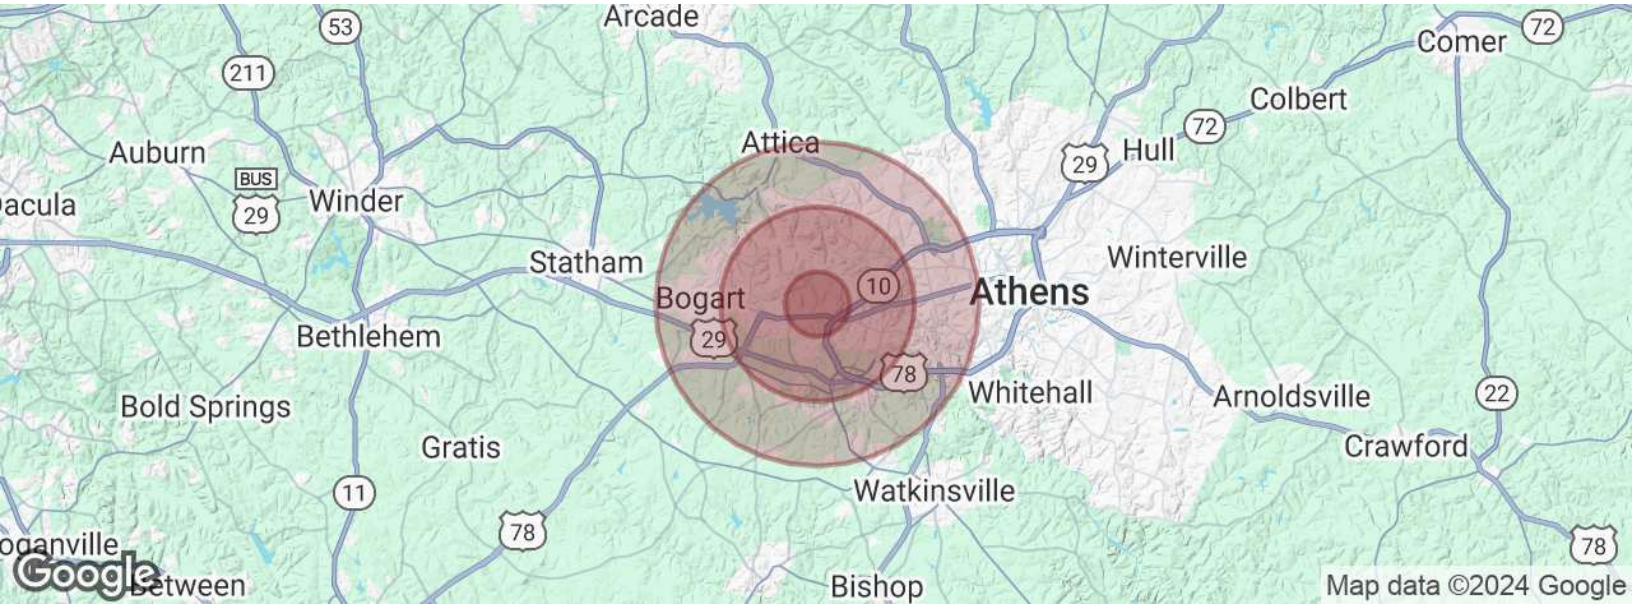 Arcade
53
72
Comer
211
Colbert
72
Attica
Hull
29
Auburn
BUS
29
Winder
acula
Winterville
Statham
10
Athens
Bogart
29
Bethlehem
78
Whitehall
Arnoldsville
22
Bold Springs
Gratis
Crawford
11
Watkinsville
78
oganville
78
Google
Between
Bishop
Map data ©2024 Google